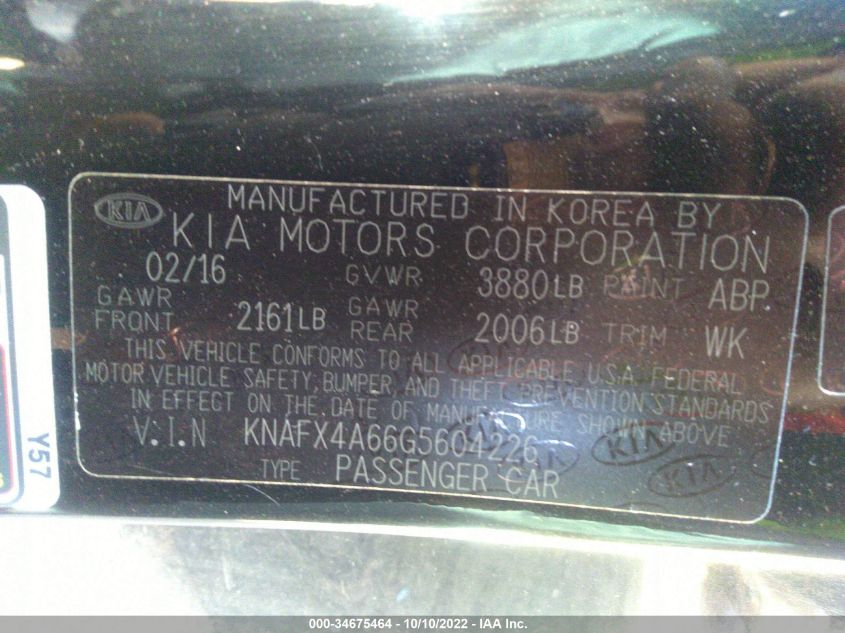 MANUFACTURED IN KOREA BY
KIA KIA MOTORS CORPORATION
02/16 GVWR 3880LB PAINT ABP
GAWR FRONT 2161LB GAWR REAR 2006LB TRIM WK
THIS VEHICLE CONFORMS TO ALL APPLICABLE U.S.A. FEDERAL
MOTOR VEHICLE SAFETY, BUMPER, AND THEFT PREVENTION STANDARDS
IN EFFECT ON THE DATE OF MANUFACTURE SHOWN ABOVE
V.I.N KNAFX4A66G5604226
TYPE PASSENGER CAR
KIA
KIA
Y57
000-34675464 - 10/10/2022 - IAA Inc.